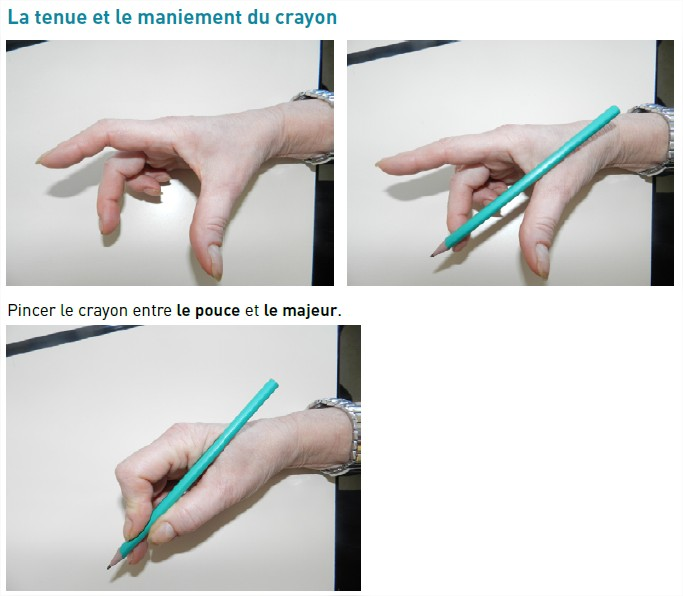 La tenue et le maniement du crayon
Pincer le crayon entre le pouce et le majeur.